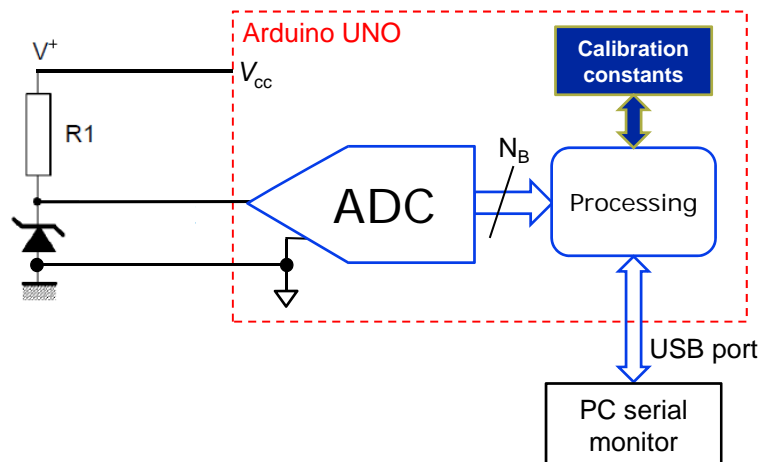 Arduino UNO
V+
Vcc
Calibration
constants
R1
NB
ADC
Processing
USB port
PC serial
monitor